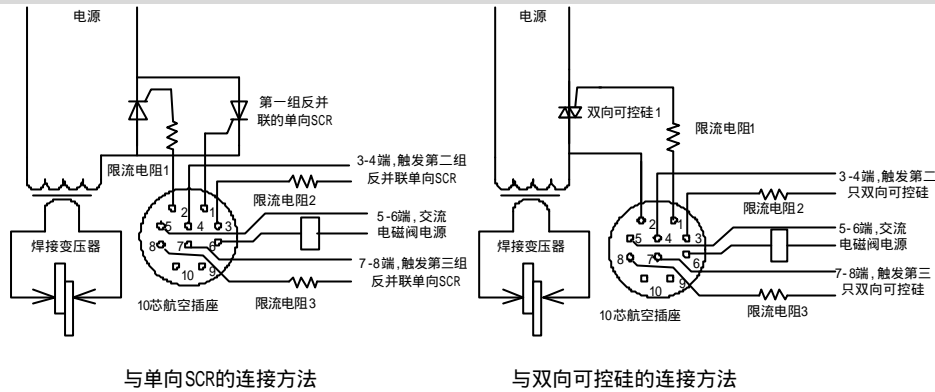 电源
第一组反并
联的单向SCR
限流电阻1
3-4端,触发第二组
反并联单向SCR
限流电阻2
5-6端,交流
电磁阀电源
7-8端,触发第三组
反并联单向SCR
限流电阻3
焊接变压器
2
1
5
4
3
8
7
6
10
9
10芯航空插座
与单向SCR的连接方法
电源
双向可控硅1
限流电阻1
3-4端,触发第二
只双向可控硅
限流电阻2
5-6端,交流
电磁阀电源
7-8端,触发第三
只双向可控硅
限流电阻3
焊接变压器
2
1
5
4
3
8
7
6
10
9
10芯航空插座
与双向可控硅的连接方法